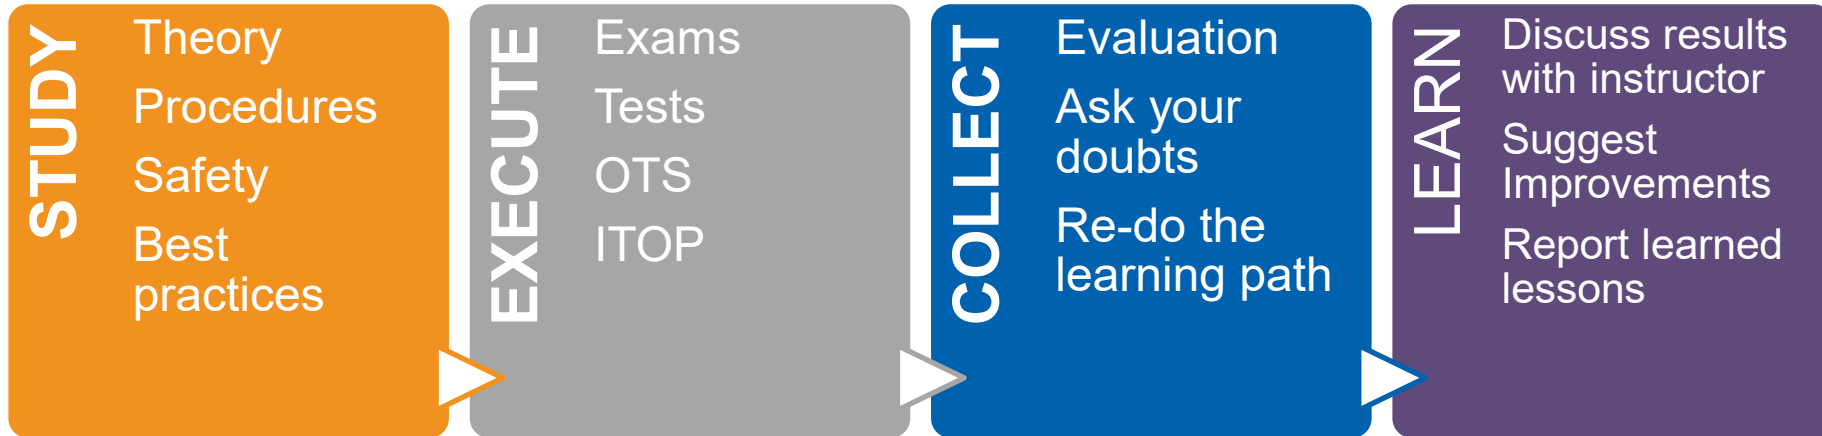 STUDY
Theory
Procedures
Safety
Best
practices
EXECUTE
Exams
Tests
OTS
ITOP
COLLECT
Evaluation
Ask your
doubts
Re-do the
learning path
LEARN
Discuss results
with instructor
Suggest
Improvements
Report learned
lessons